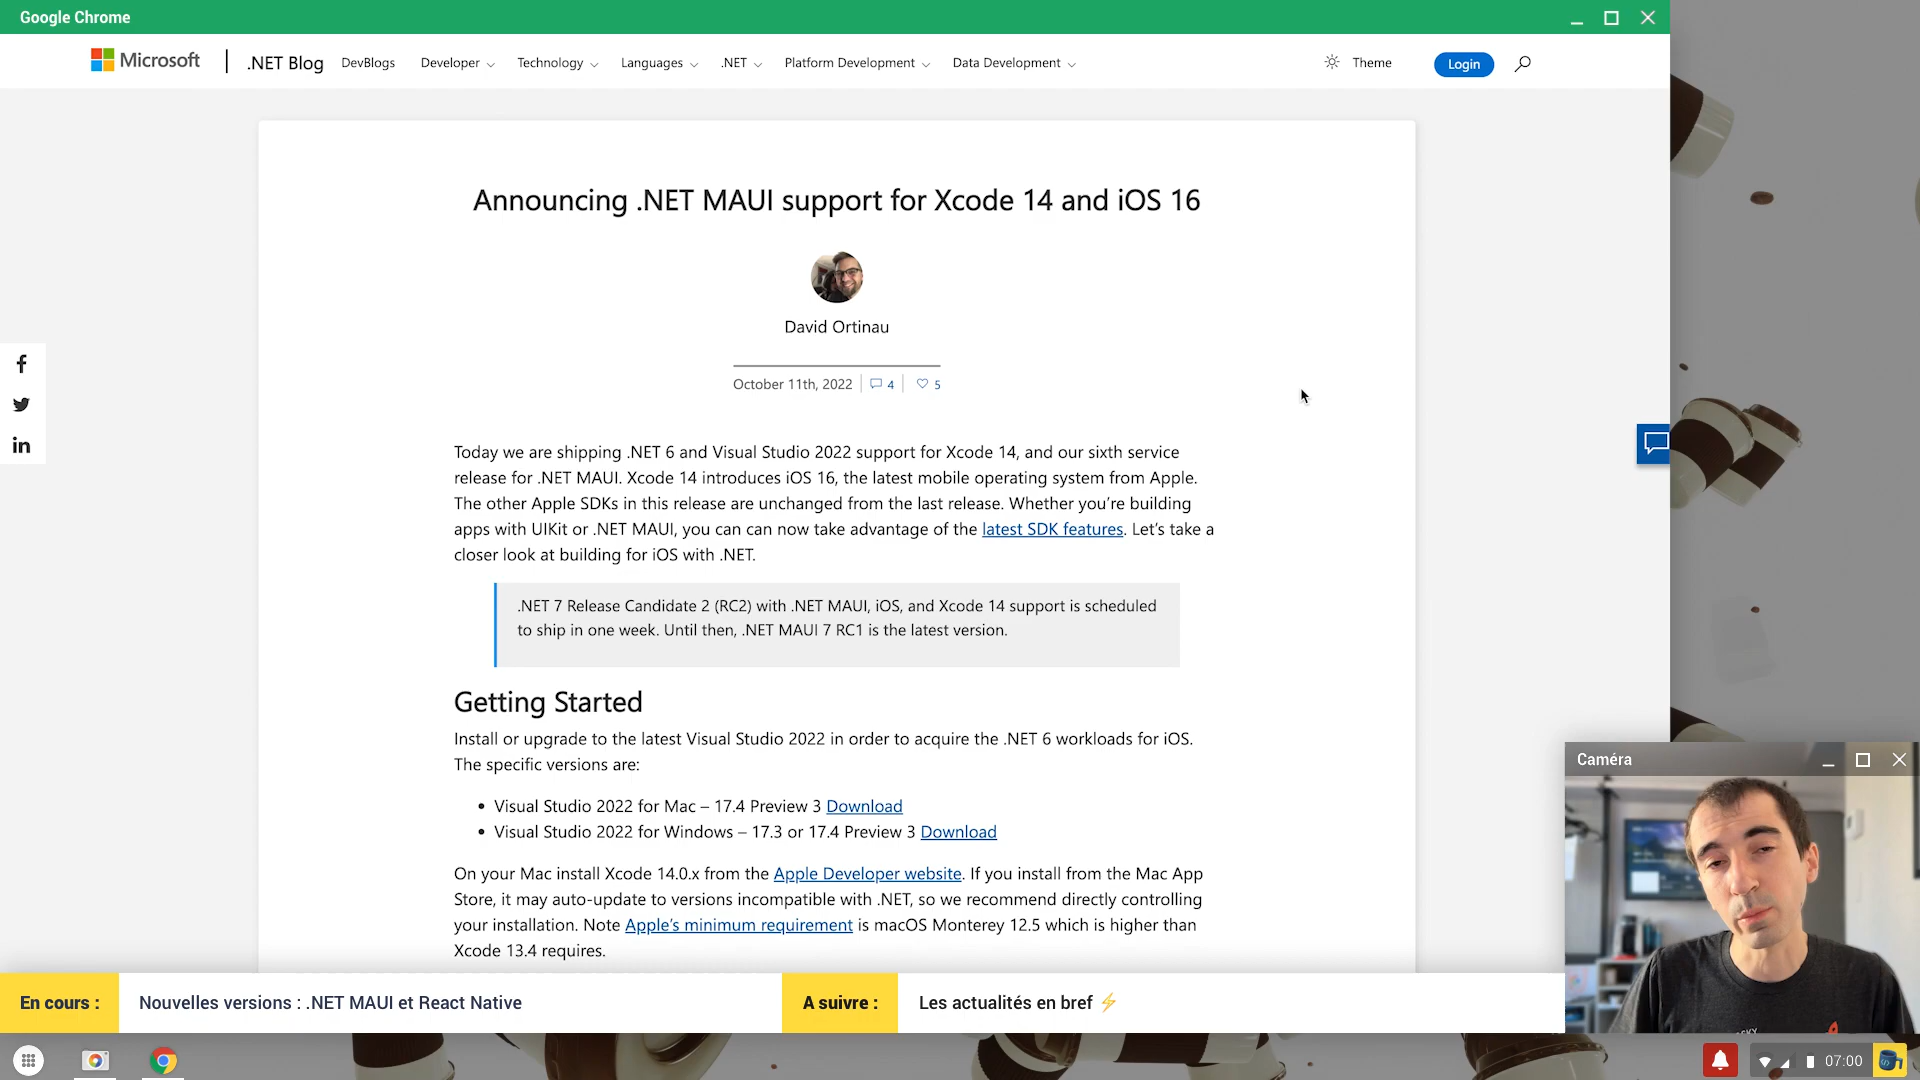 Google Chrome
Microsoft
.NET Blog
DevBlogs
Developer
Technology
Languages
.NET
Platform Development
Data Development
Theme
Login
Announcing .NET MAUI support for Xcode 14 and iOS 16
David Ortinau
October 11th, 2022
4
5
Today we are shipping .NET 6 and Visual Studio 2022 support for Xcode 14, and our sixth service
release for .NET MAUI. Xcode 14 introduces iOS 16, the latest mobile operating system from Apple.
The other Apple SDKs in this release are unchanged from the last release. Whether you’re building
apps with UIKit or .NET MAUI, you can can now take advantage of the latest SDK features. Let’s take a
closer look at building for iOS with .NET.
.NET 7 Release Candidate 2 (RC2) with .NET MAUI, iOS, and Xcode 14 support is scheduled
to ship in one week. Until then, .NET MAUI 7 RC1 is the latest version.
Getting Started
Install or upgrade to the latest Visual Studio 2022 in order to acquire the .NET 6 workloads for iOS.
The specific versions are:
• Visual Studio 2022 for Mac – 17.4 Preview 3 Download
• Visual Studio 2022 for Windows – 17.3 or 17.4 Preview 3 Download
On your Mac install Xcode 14.0.x from the Apple Developer website. If you install from the Mac App
Store, it may auto-update to versions incompatible with .NET, so we recommend directly controlling
your installation. Note Apple’s minimum requirement is macOS Monterey 12.5 which is higher than
Xcode 13.4 requires.
Caméra
En cours :
Nouvelles versions : .NET MAUI et React Native
A suivre :
Les actualités en bref ⚡
07:00